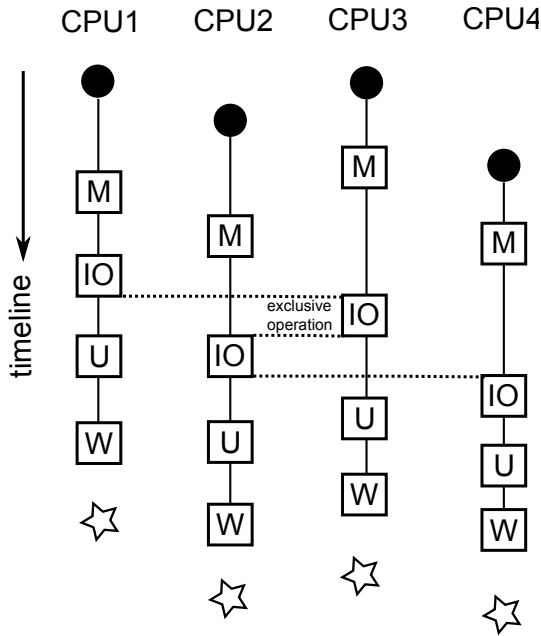 CPU1 CPU2 CPU3 CPU4
timeline
M M M M
IO IO IO IO
exclusive
operation
U U U U
W W W W